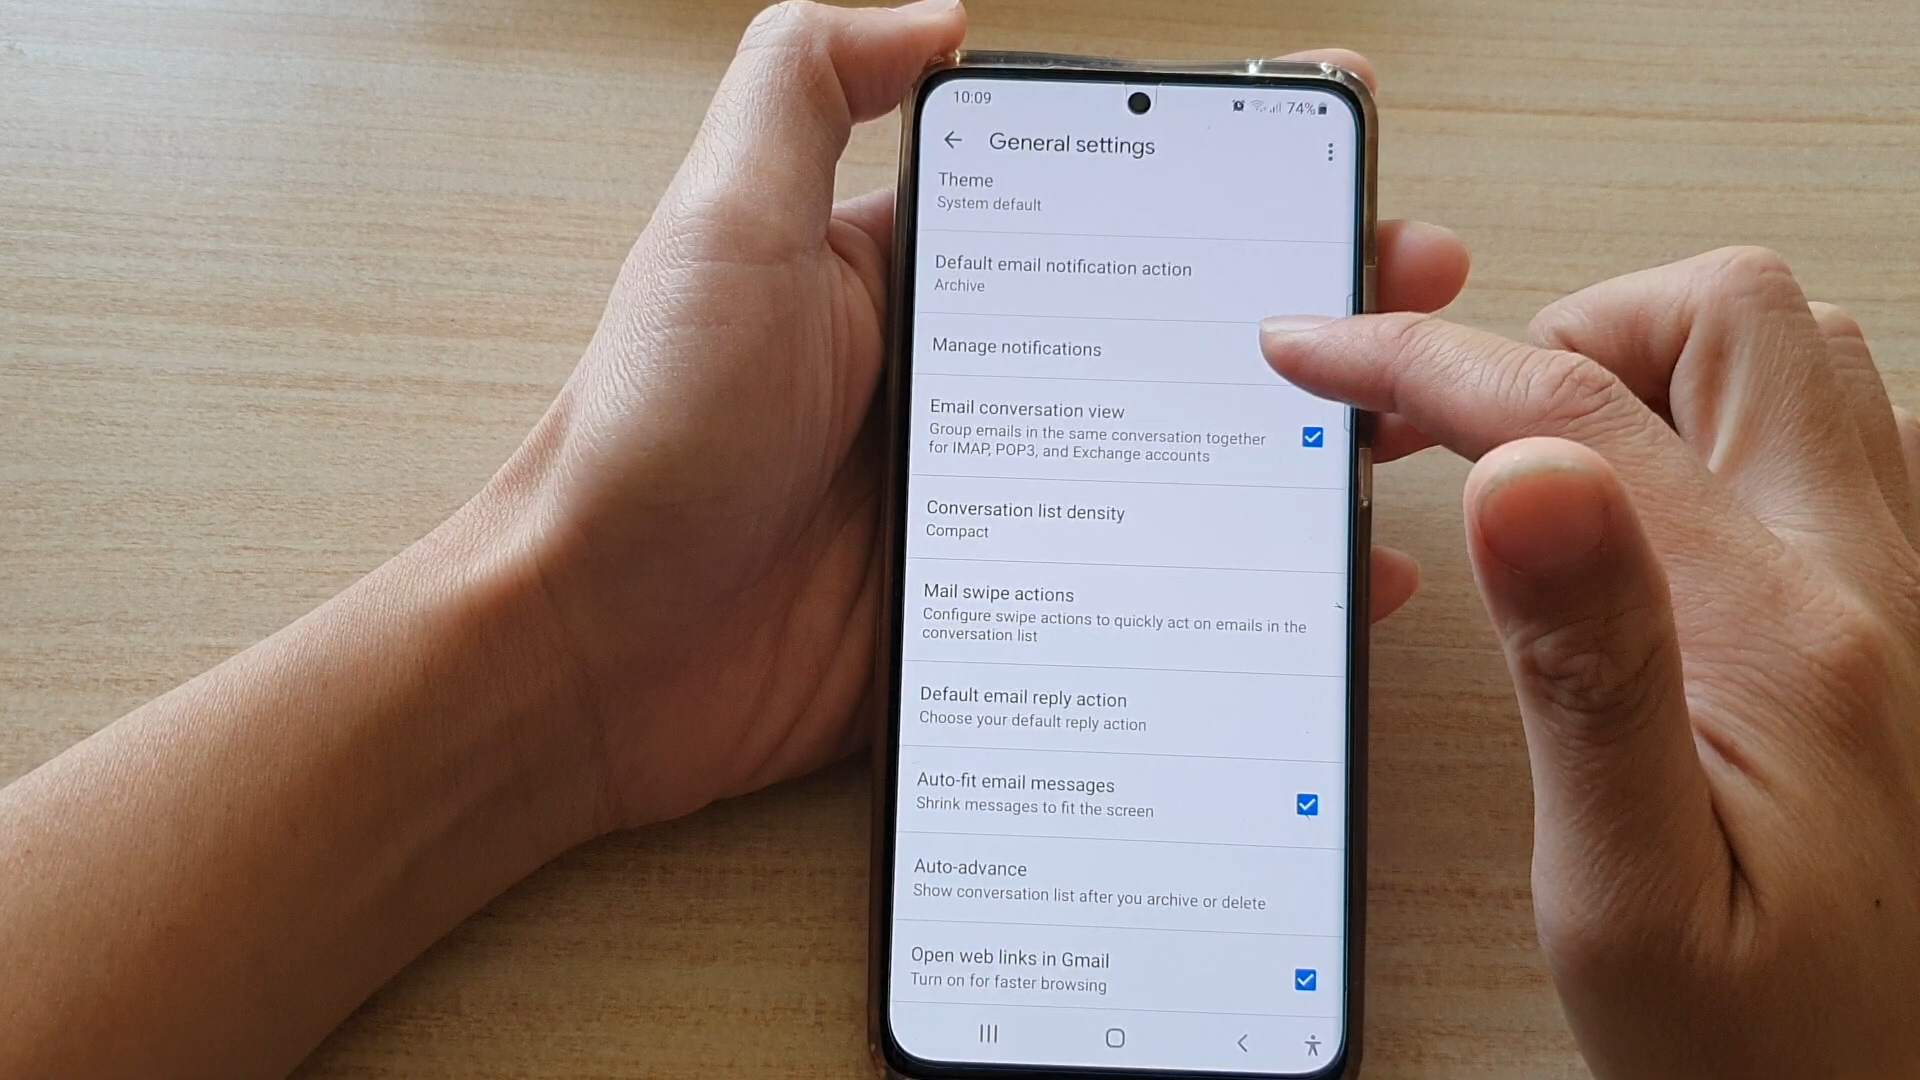 10:09
74%
General settings
Theme
System default
Default email notification action
Archive
Manage notifications
Email conversation view
Group emails in the same conversation together
for IMAP, POP3, and Exchange accounts
Conversation list density
Compact
Mail swipe actions
Configure swipe actions to quickly act on emails in the
conversation list
Default email reply action
Choose your default reply action
Auto-fit email messages
Shrink messages to fit the screen
Auto-advance
Show conversation list after you archive or delete
Open web links in Gmail
Turn on for faster browsing